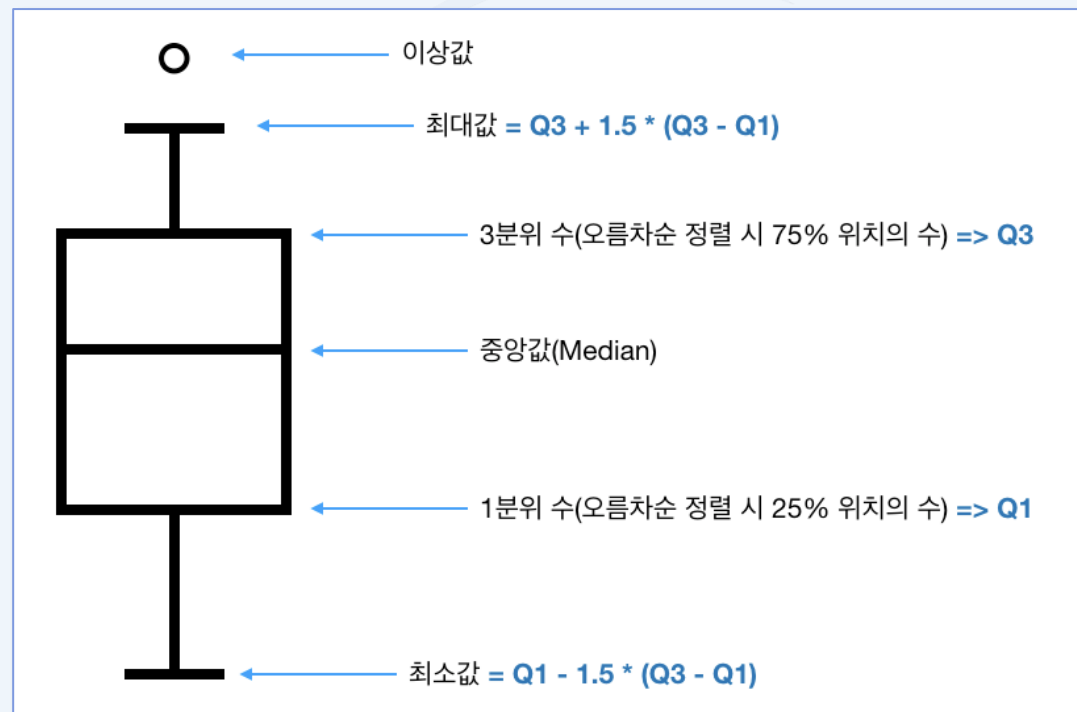 이상값
최대값 = Q3 + 1.5 * (Q3 - Q1)
3분위 수(오름차순 정렬 시 75% 위치의 수) => Q3
중앙값(Median)
1분위 수(오름차순 정렬 시 25% 위치의 수) => Q1
최소값 = Q1 - 1.5 * (Q3 - Q1)